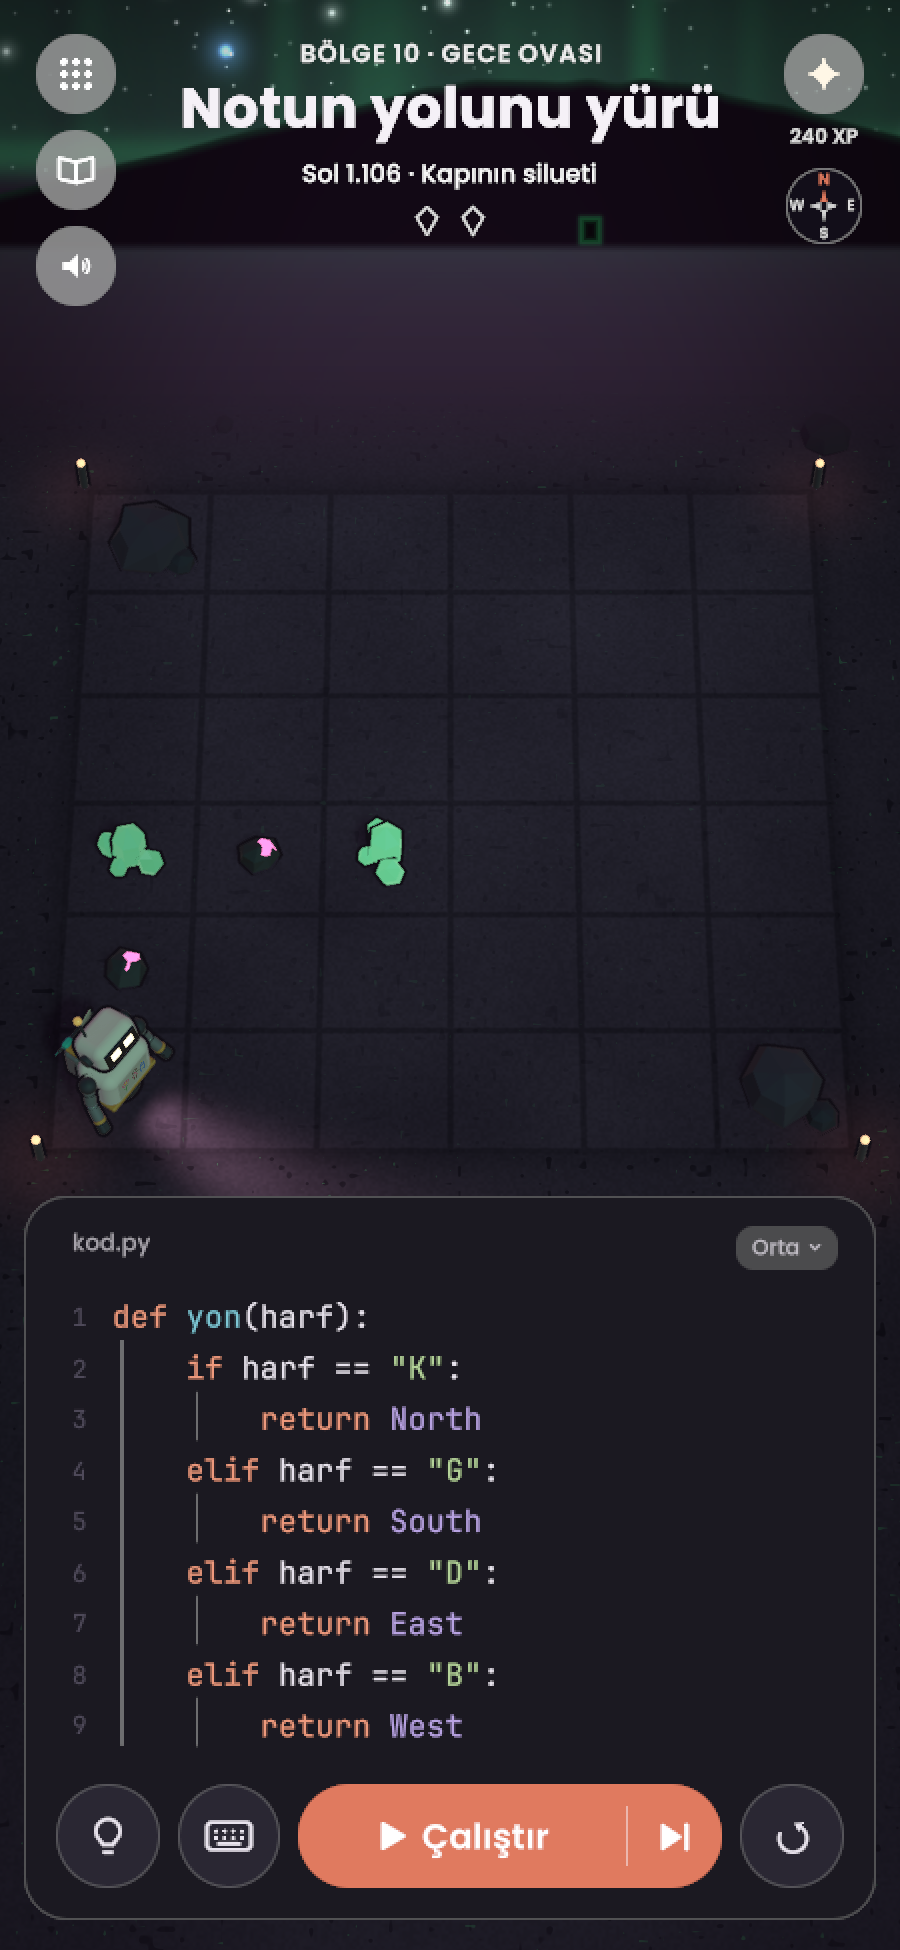 BÖLGE 10 · GECE OVASI
Notun yolunu yürü
240 XP
Sol 1.106 · Kapının silueti
N
W E
S
kod.py
Orta
1 def yon(harf):
2 if harf == "K":
3 return North
4 elif harf == "G":
5 return South
6 elif harf == "D":
7 return East
8 elif harf == "B":
9 return West
Çalıştır